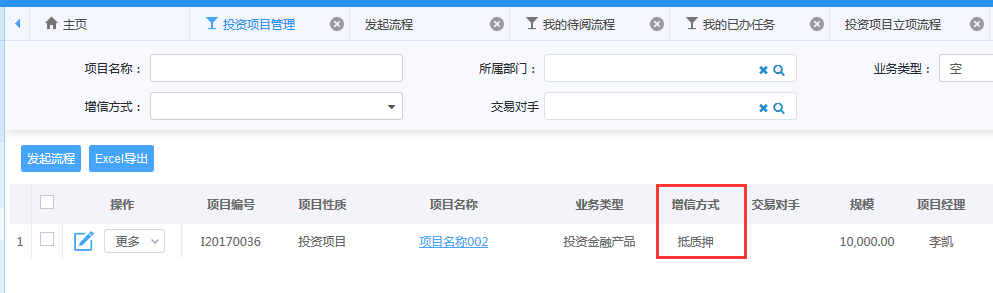 主页 投资项目管理 发起流程 我的待阅流程 我的已办任务 投资项目立项流程
项目名称： 所属部门： 业务类型： 空
增信方式： 交易对手
发起流程 Excel导出
操作 项目编号 项目性质 项目名称 业务类型 增信方式 交易对手 规模 项目经理
1 更多 I20170036 投资项目 项目名称002 投资金融产品 抵质押 10,000.00 李凯